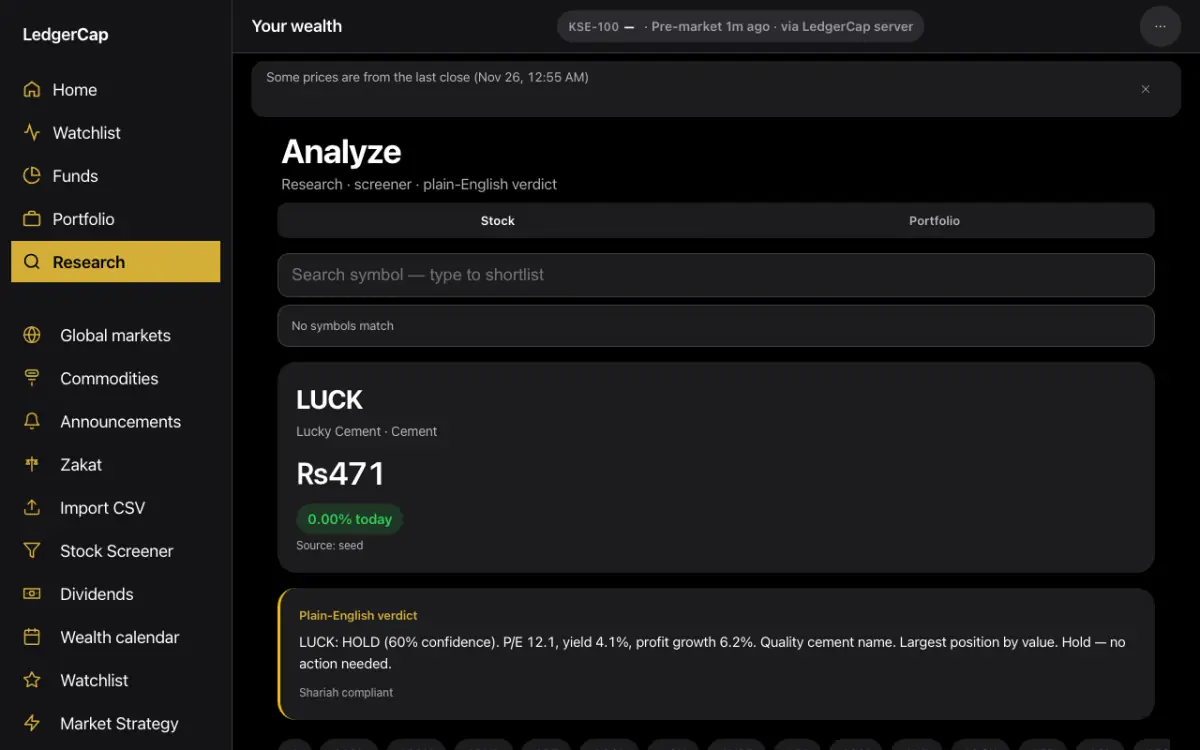 LedgerCap
Home
Watchlist
Funds
Portfolio
Research
Global markets
Commodities
Announcements
Zakat
Import CSV
Stock Screener
Dividends
Wealth calendar
Watchlist
Market Strategy
Your wealth
KSE-100 — · Pre-market 1m ago · via LedgerCap server
...
Some prices are from the last close (Nov 26, 12:55 AM)
×
Analyze
Research · screener · plain-English verdict
Stock
Portfolio
Search symbol — type to shortlist
No symbols match
LUCK
Lucky Cement · Cement
Rs471
0.00% today
Source: seed
Plain-English verdict
LUCK: HOLD (60% confidence). P/E 12.1, yield 4.1%, profit growth 6.2%. Quality cement name. Largest position by value. Hold — no
action needed.
Shariah compliant